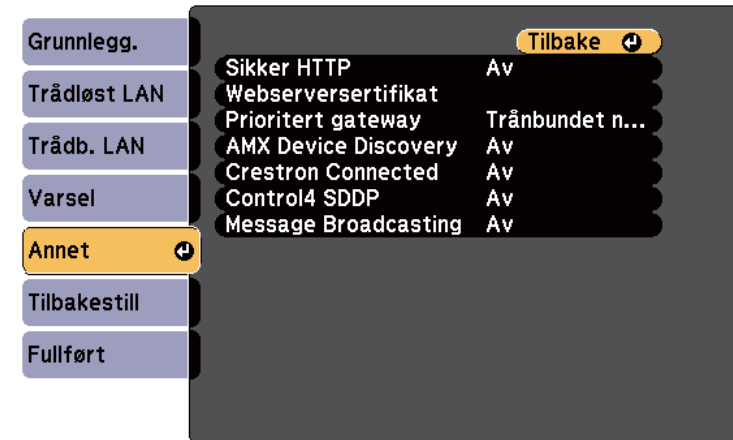 Grunnlegg.
Trådløst LAN
Trådb. LAN
Varsel
Annet
Tilbakestill
Fullført
Tilbake
Sikker HTTP Av
Webserversertifikat
Prioritert gateway Trånbundet n...
AMX Device Discovery Av
Crestron Connected Av
Control4 SDDP Av
Message Broadcasting Av